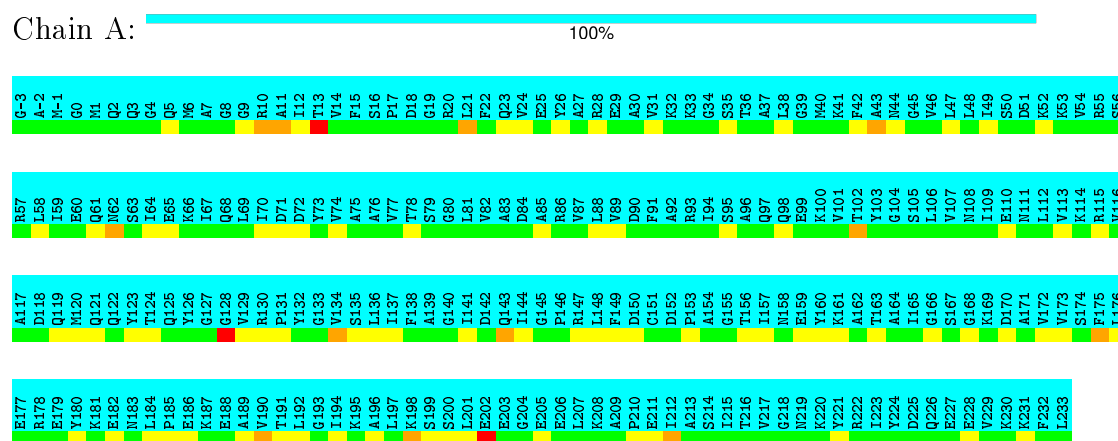 Chain A:
100%
G-3 A-2 M-1 G0 M1 Q2 Q3 G4 Q5 M6 A7 G8 G9 R10 A11 I12 T13 V14 F15 S16 P17 D18 G19 R20 L21 F22 Q23 V24 E25 Y26 A27 R28 E29 A30 V31 K32 K33 G34 S35 T36 A37 L38 G39 M40 K41 F42 A43 N44 G45 V46 L47 L48 I49 S50 D51 K52 K53 V54 R55 S56
R57 L58 I59 E60 Q61 N62 S63 I64 E65 K66 I67 Q68 L69 I70 D71 D72 Y73 V74 A75 A76 V77 T78 S79 G80 L81 V82 A83 D84 A85 R86 V87 L88 V89 D90 F91 A92 R93 I94 S95 A96 Q97 Q98 E99 K100 V101 T102 Y103 G104 S105 L106 V107 N108 I109 E110 N111 L112 V113 K114 R115 V116
A117 D118 Q119 M120 Q121 Q122 Y123 T124 Q125 Y126 G127 G128 V129 R130 P131 Y132 G133 V134 S135 L136 I137 F138 A139 G140 I141 D142 Q143 I144 G145 P146 R147 L148 F149 D150 C151 D152 P153 A154 G155 T156 I157 N158 E159 Y160 K161 A162 T163 A164 I165 G166 S167 G168 K169 D170 A171 V172 V173 S174 F175 L176
E177 R178 E179 Y180 K181 E182 N183 L184 P185 E186 K187 E188 A189 V190 T191 L192 G193 I194 K195 A196 L197 K198 S199 S200 L201 E202 E203 G204 E205 E206 L207 K208 A209 P210 E211 I212 A213 S214 I215 T216 V217 G218 N219 K220 Y221 R222 I223 Y224 D225 Q226 E227 E228 V229 K230 K231 F232 L233